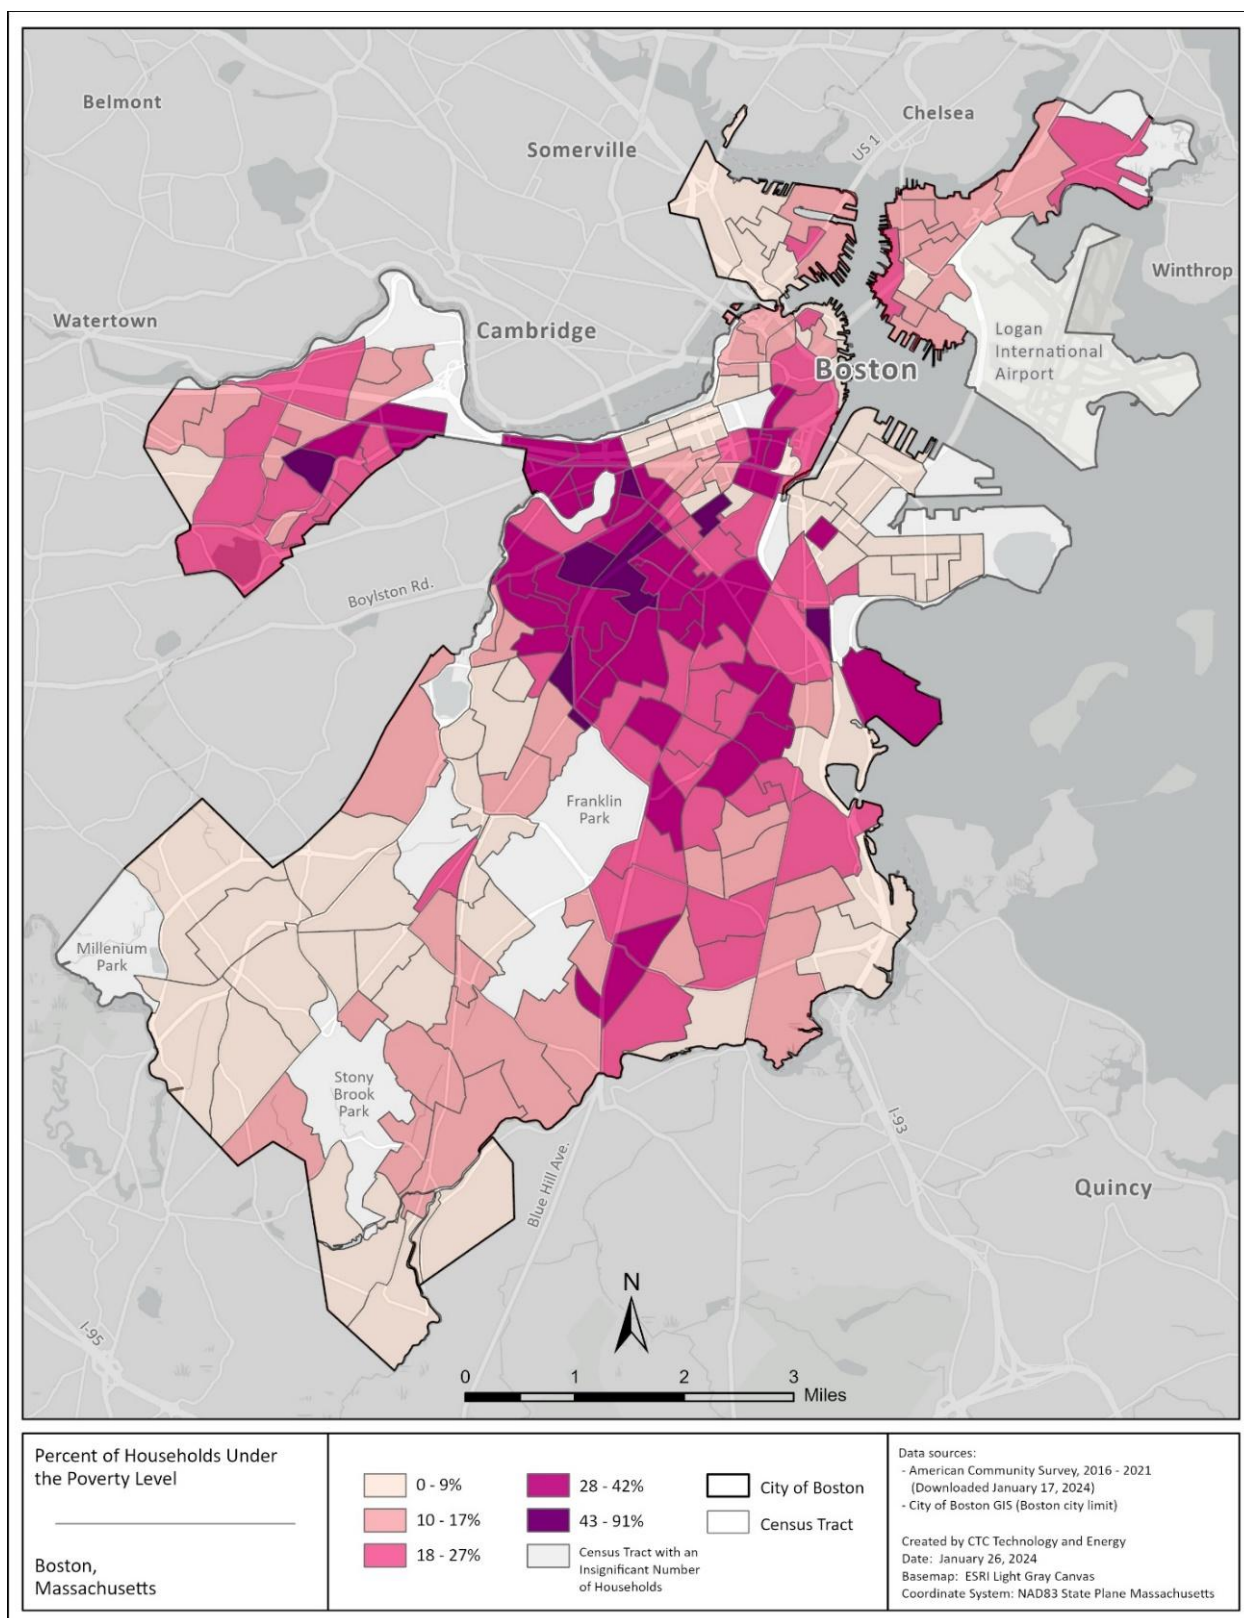 Belmont
Somerville
Chelsea
US 1
Winthrop
Watertown
Cambridge
Boston
Logan
International
Airport
Boylston Rd.
Franklin
Park
Millenium
Park
Stony
Brook
Park
I-93
Blue Hill Ave.
Quincy
I-95
N
0 1 2 3
Miles
Percent of Households Under
the Poverty Level
Boston,
Massachusetts
0 - 9%
10 - 17%
18 - 27%
28 - 42%
43 - 91%
Census Tract with an
Insignificant Number
of Households
City of Boston
Census Tract
Data sources:
- American Community Survey, 2016 - 2021
(Downloaded January 17, 2024)
- City of Boston GIS (Boston city limit)
Created by CTC Technology and Energy
Date: January 26, 2024
Basemap: ESRI Light Gray Canvas
Coordinate System: NAD83 State Plane Massachusetts